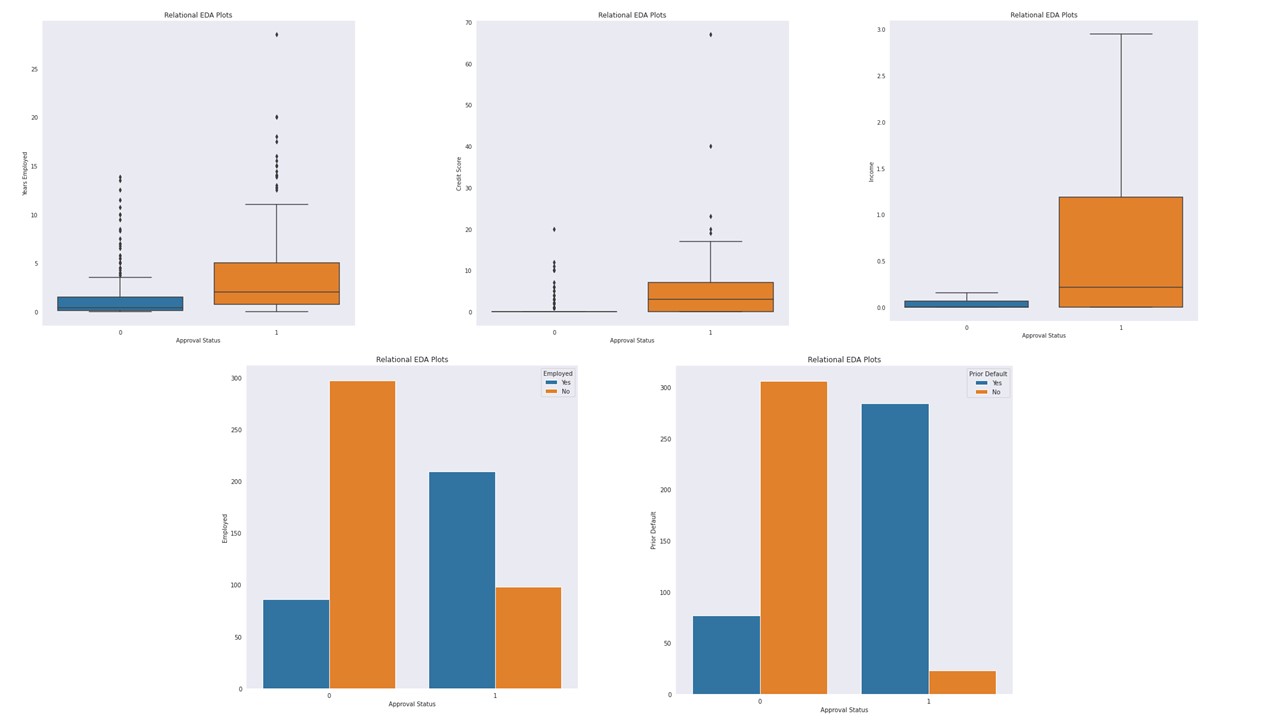 Relational EDA Plots
Years Employed
25
20
15
10
5
0
0 1
Approval Status
Relational EDA Plots
Credit Score
70
60
50
40
30
20
10
0
0 1
Approval Status
Relational EDA Plots
Income
3.0
2.5
2.0
1.5
1.0
0.5
0.0
0 1
Approval Status
Relational EDA Plots
Employed
Yes
No
Employed
300
250
200
150
100
50
0
0 1
Approval Status
Relational EDA Plots
Prior Default
Yes
No
Prior Default
300
250
200
150
100
50
0
0 1
Approval Status